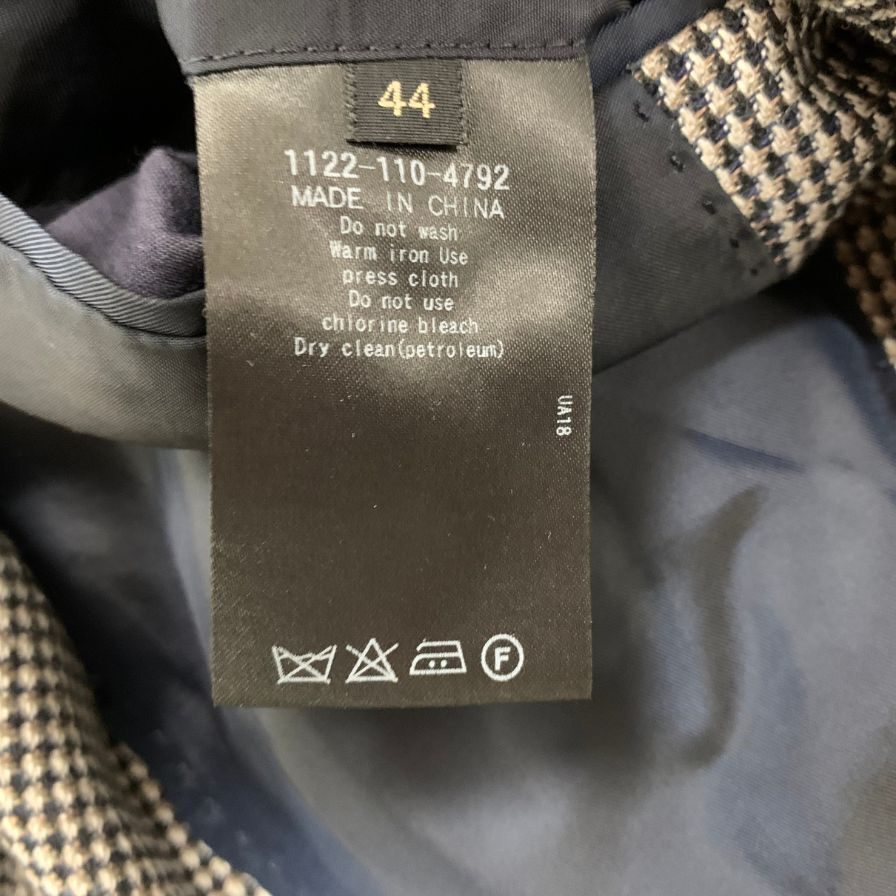 44
1122-110-4792
MADE IN CHINA
Do not wash
Warm iron Use
press cloth
Do not use
chlorine bleach
Dry clean(petroleum)
UA18
F